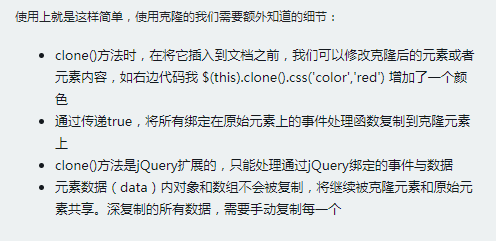 使用上就是这样简单，使用克隆的我们需要额外知道的细节：
clone()方法时，在将它插入到文档之前，我们可以修改克隆后的元素或者
元素内容，如右边代码我 $(this).clone().css('color','red') 增加了一个颜
色
通过传递true，将所有绑定在原始元素上的事件处理函数复制到克隆元素
上
clone()方法是jQuery扩展的，只能处理通过jQuery绑定的事件与数据
元素数据（data）内对象和数组不会被复制，将继续被克隆元素和原始元
素共享。深复制的所有数据，需要手动复制每一个